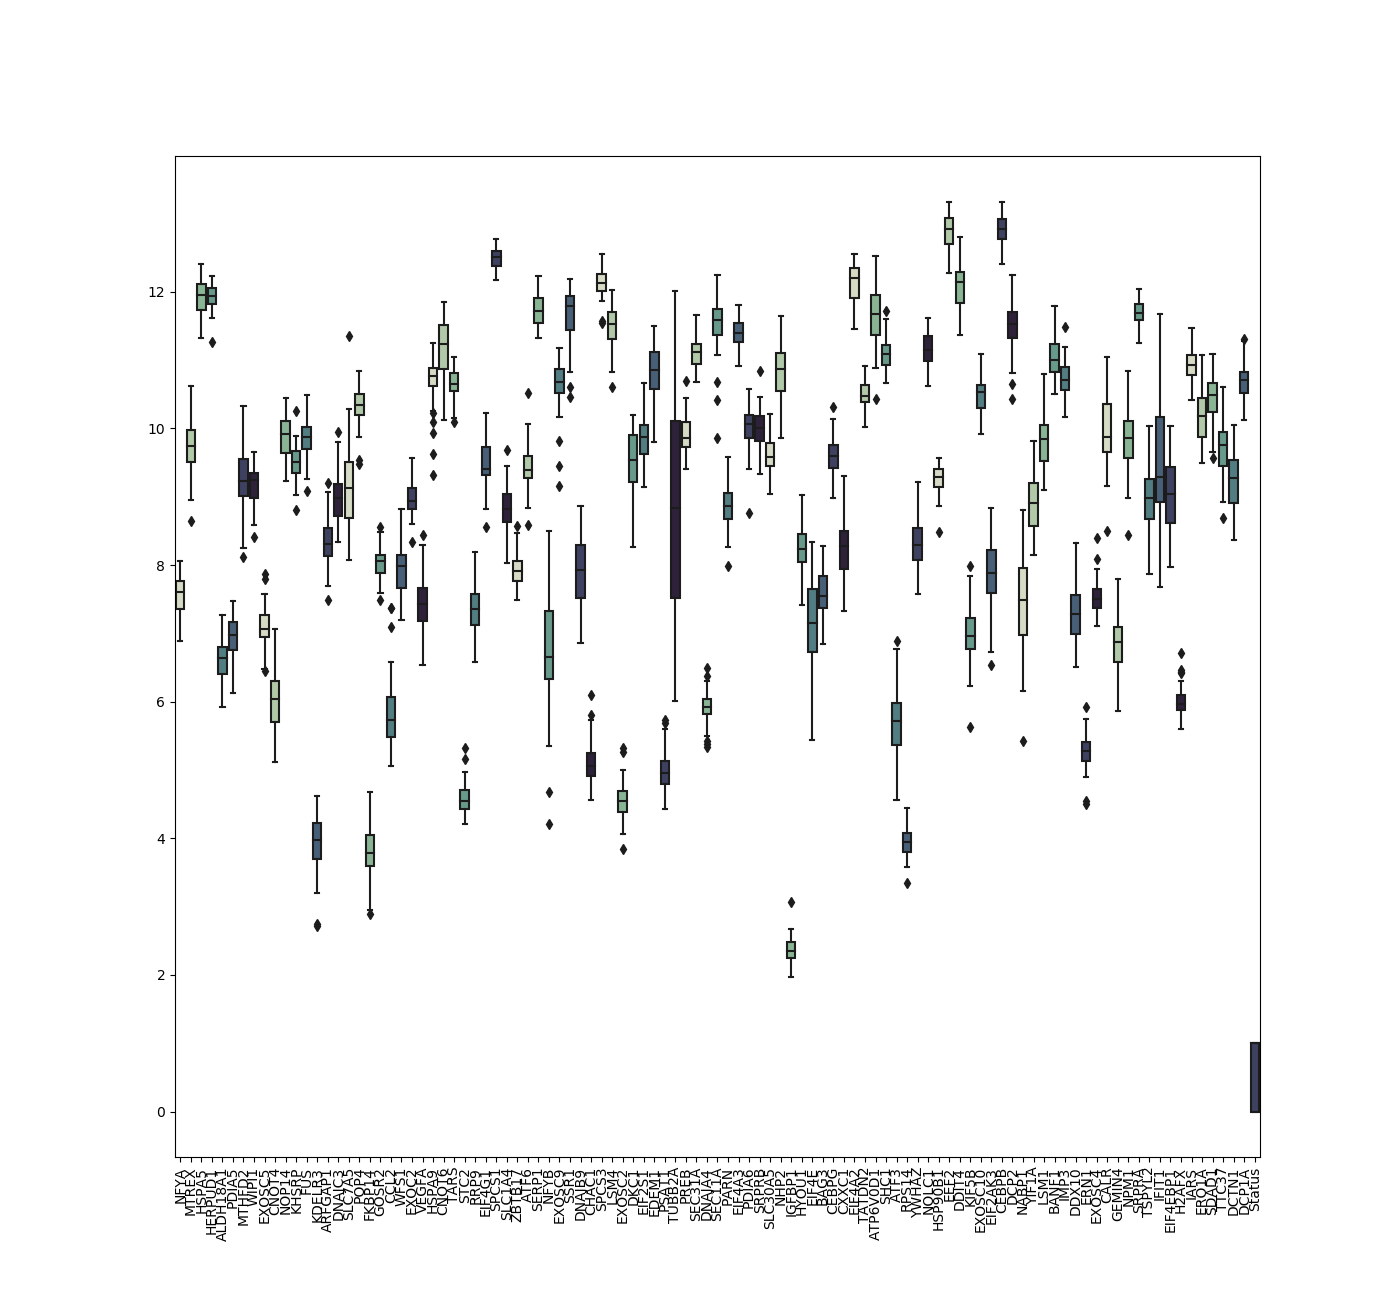 12
10
8
6
4
2
0
NFYA
MTREX
HSPA5
HERPUD1
ALDH18A1
PDIA5
MTHFD2
WIPI1
EXOSC5
CNOT4
NOP14
KHSRP
FUS
KDELR3
ARFGAP1
DNAJC3
SLC7A5
POP4
FKBP14
GOSR2
CCL2
WFS1
EXOC2
VEGFA
HSPA9
CNOT6
TARS
STC2
RRP9
EIF4G1
SPCS1
SLC1A4
ZBTB17
ATF6
SERP1
NFYB
EXOSC9
SSR1
DNAJB9
CHAC1
SPCS3
LSM4
EXOSC2
DKC1
EIF2S1
EDEM1
PSAT1
TUBB2A
PREB
SEC31A
DNAJA4
SEC11A
PARN
EIF4A3
PDIA6
SRPRB
SLC30A5
NHP2
IGFBP1
HYOU1
EIF4E
BAG3
CEBPG
CXXC1
EIF4A2
TATDN2
ATP6V0D1
SHC1
ATF3
RPS14
YWHAZ
NOLC1
HSP90B1
EEF2
DDIT4
KIF5B
EXOSC10
EIF2AK3
CEBPB
DCP2
NABP1
YIF1A
LSM1
BANF1
IMP3
DDX10
ERN1
EXOSC4
CALR
GEMIN4
NPM1
SRPRA
TSPYL2
IFIT1
EIF4EBP1
H2AFX
IARS
ERO1A
SDAD1
TTC37
DCTN1
DCP1A
Status